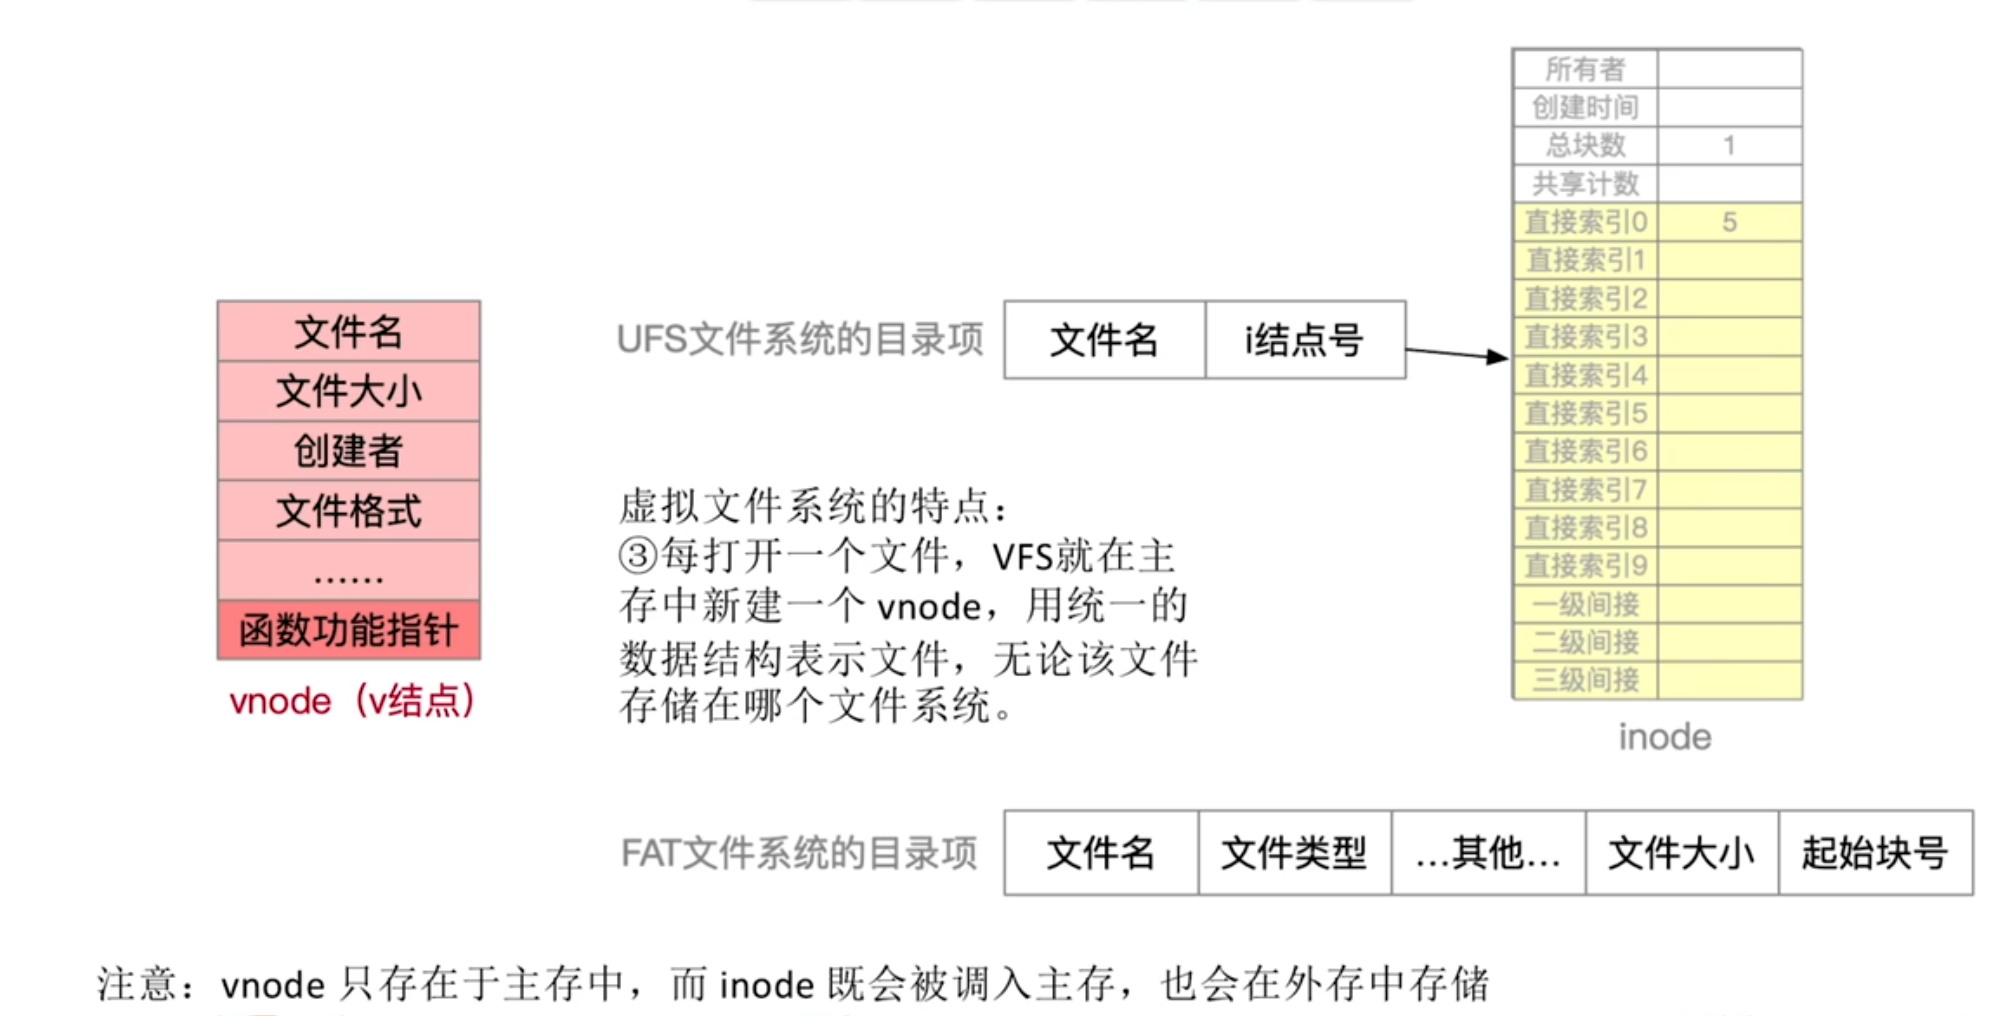 所有者
创建时间
总块数 1
共享计数
直接索引0 5
直接索引1
直接索引2
直接索引3
直接索引4
直接索引5
直接索引6
直接索引7
直接索引8
直接索引9
一级间接
二级间接
三级间接
inode
文件名
文件大小
创建者
文件格式
……
函数功能指针
vnode（v结点）
UFS文件系统的目录项 文件名 i结点号
虚拟文件系统的特点：
③每打开一个文件，VFS就在主
存中新建一个 vnode，用统一的
数据结构表示文件，无论该文件
存储在哪个文件系统。
FAT文件系统的目录项 文件名 文件类型 …其他… 文件大小 起始块号
注意：vnode 只存在于主存中，而 inode 既会被调入主存，也会在外存中存储